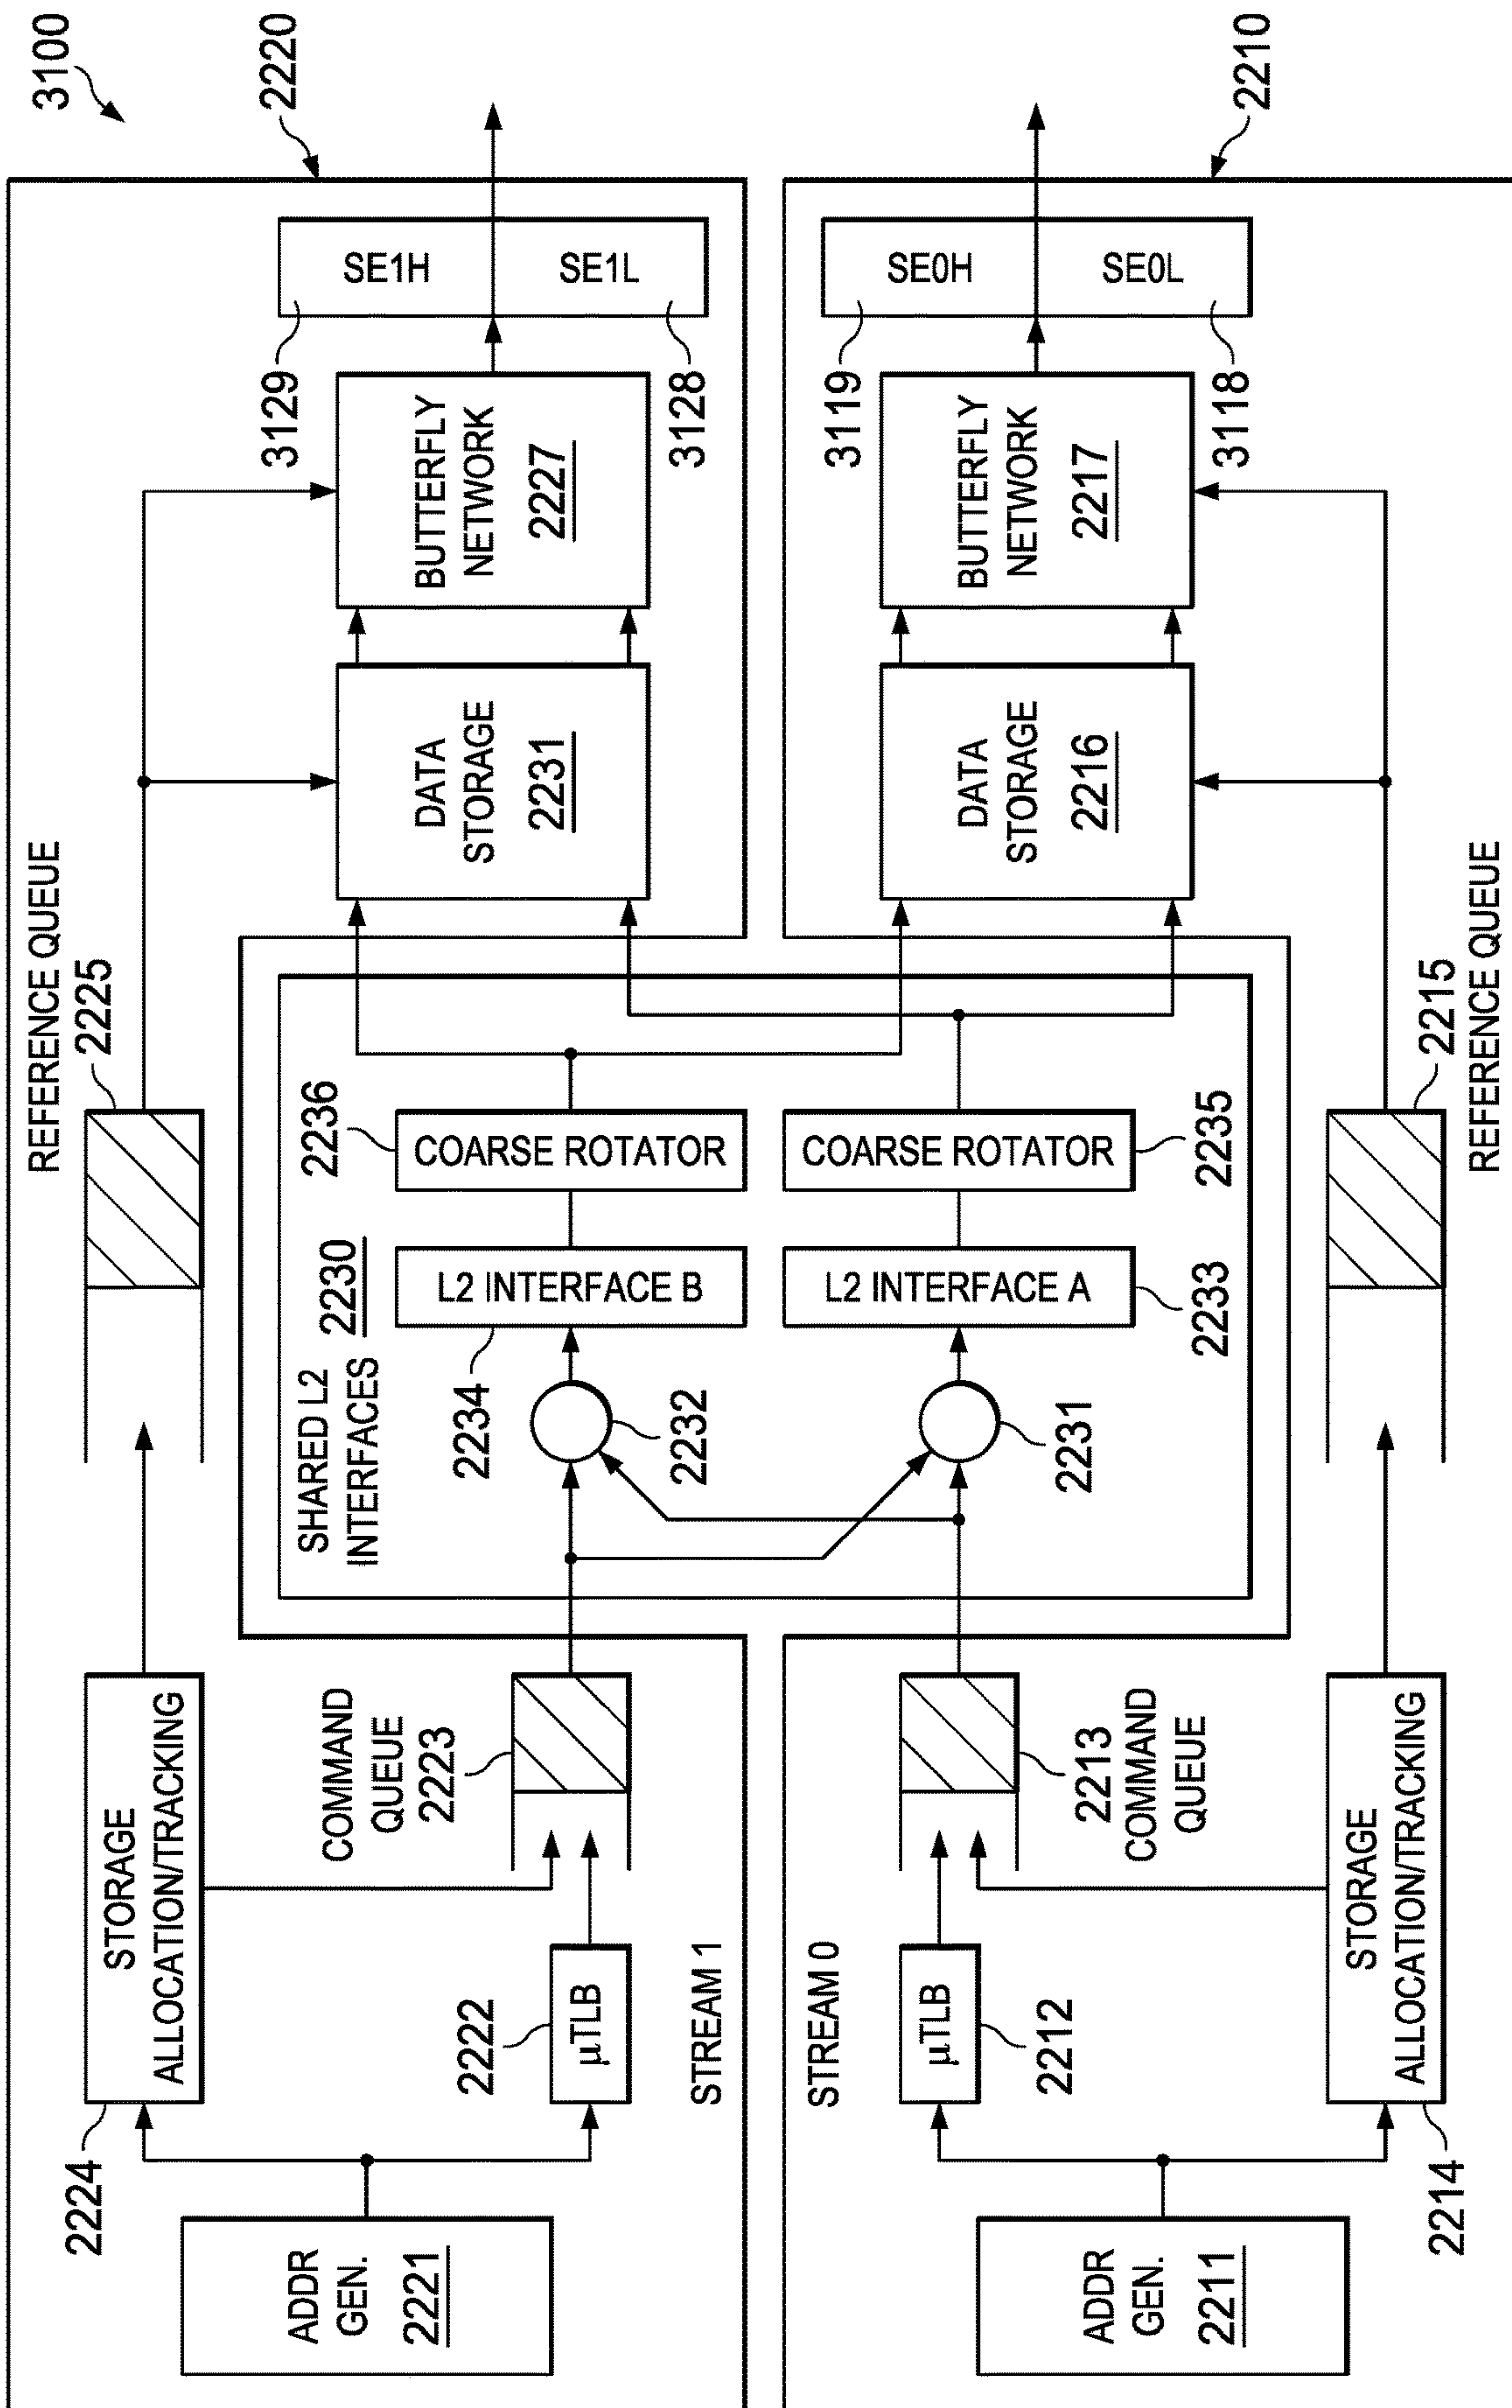 3100
2220
REFERENCE QUEUE
2225
2224
STORAGE
ALLOCATION/TRACKING
ADDR
GEN.
2221
2222
µTLB
COMMAND
QUEUE
2223
STREAM 1
SHARED L2
INTERFACES
2230
2234
2232
L2 INTERFACE B
2236
COARSE ROTATOR
DATA
STORAGE
2231
BUTTERFLY
NETWORK
2227
3129
SE1H
SE1L
3128
STREAM 0
ADDR
GEN.
2211
µTLB
2212
2213
COMMAND
QUEUE
2214
STORAGE
ALLOCATION/TRACKING
2231
L2 INTERFACE A
2233
COARSE ROTATOR
2235
DATA
STORAGE
2216
BUTTERFLY
NETWORK
2217
3119
SE0H
SE0L
3118
2210
2215
REFERENCE QUEUE